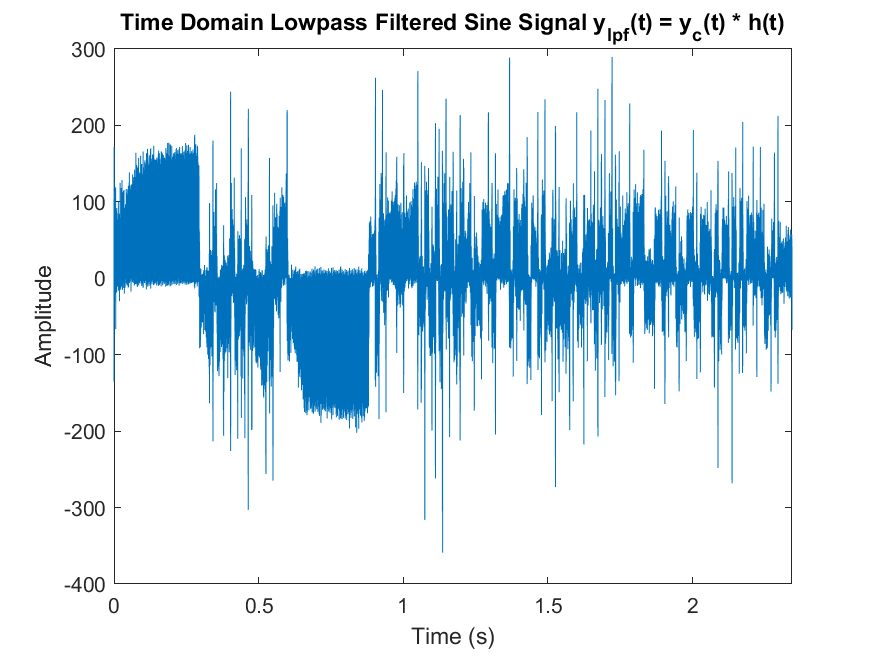 Time Domain Lowpass Filtered Sine Signal y_lpf(t) = y_c(t) * h(t)
300
200
100
0
-100
-200
-300
-400
Amplitude
0 0.5 1 1.5 2
Time (s)